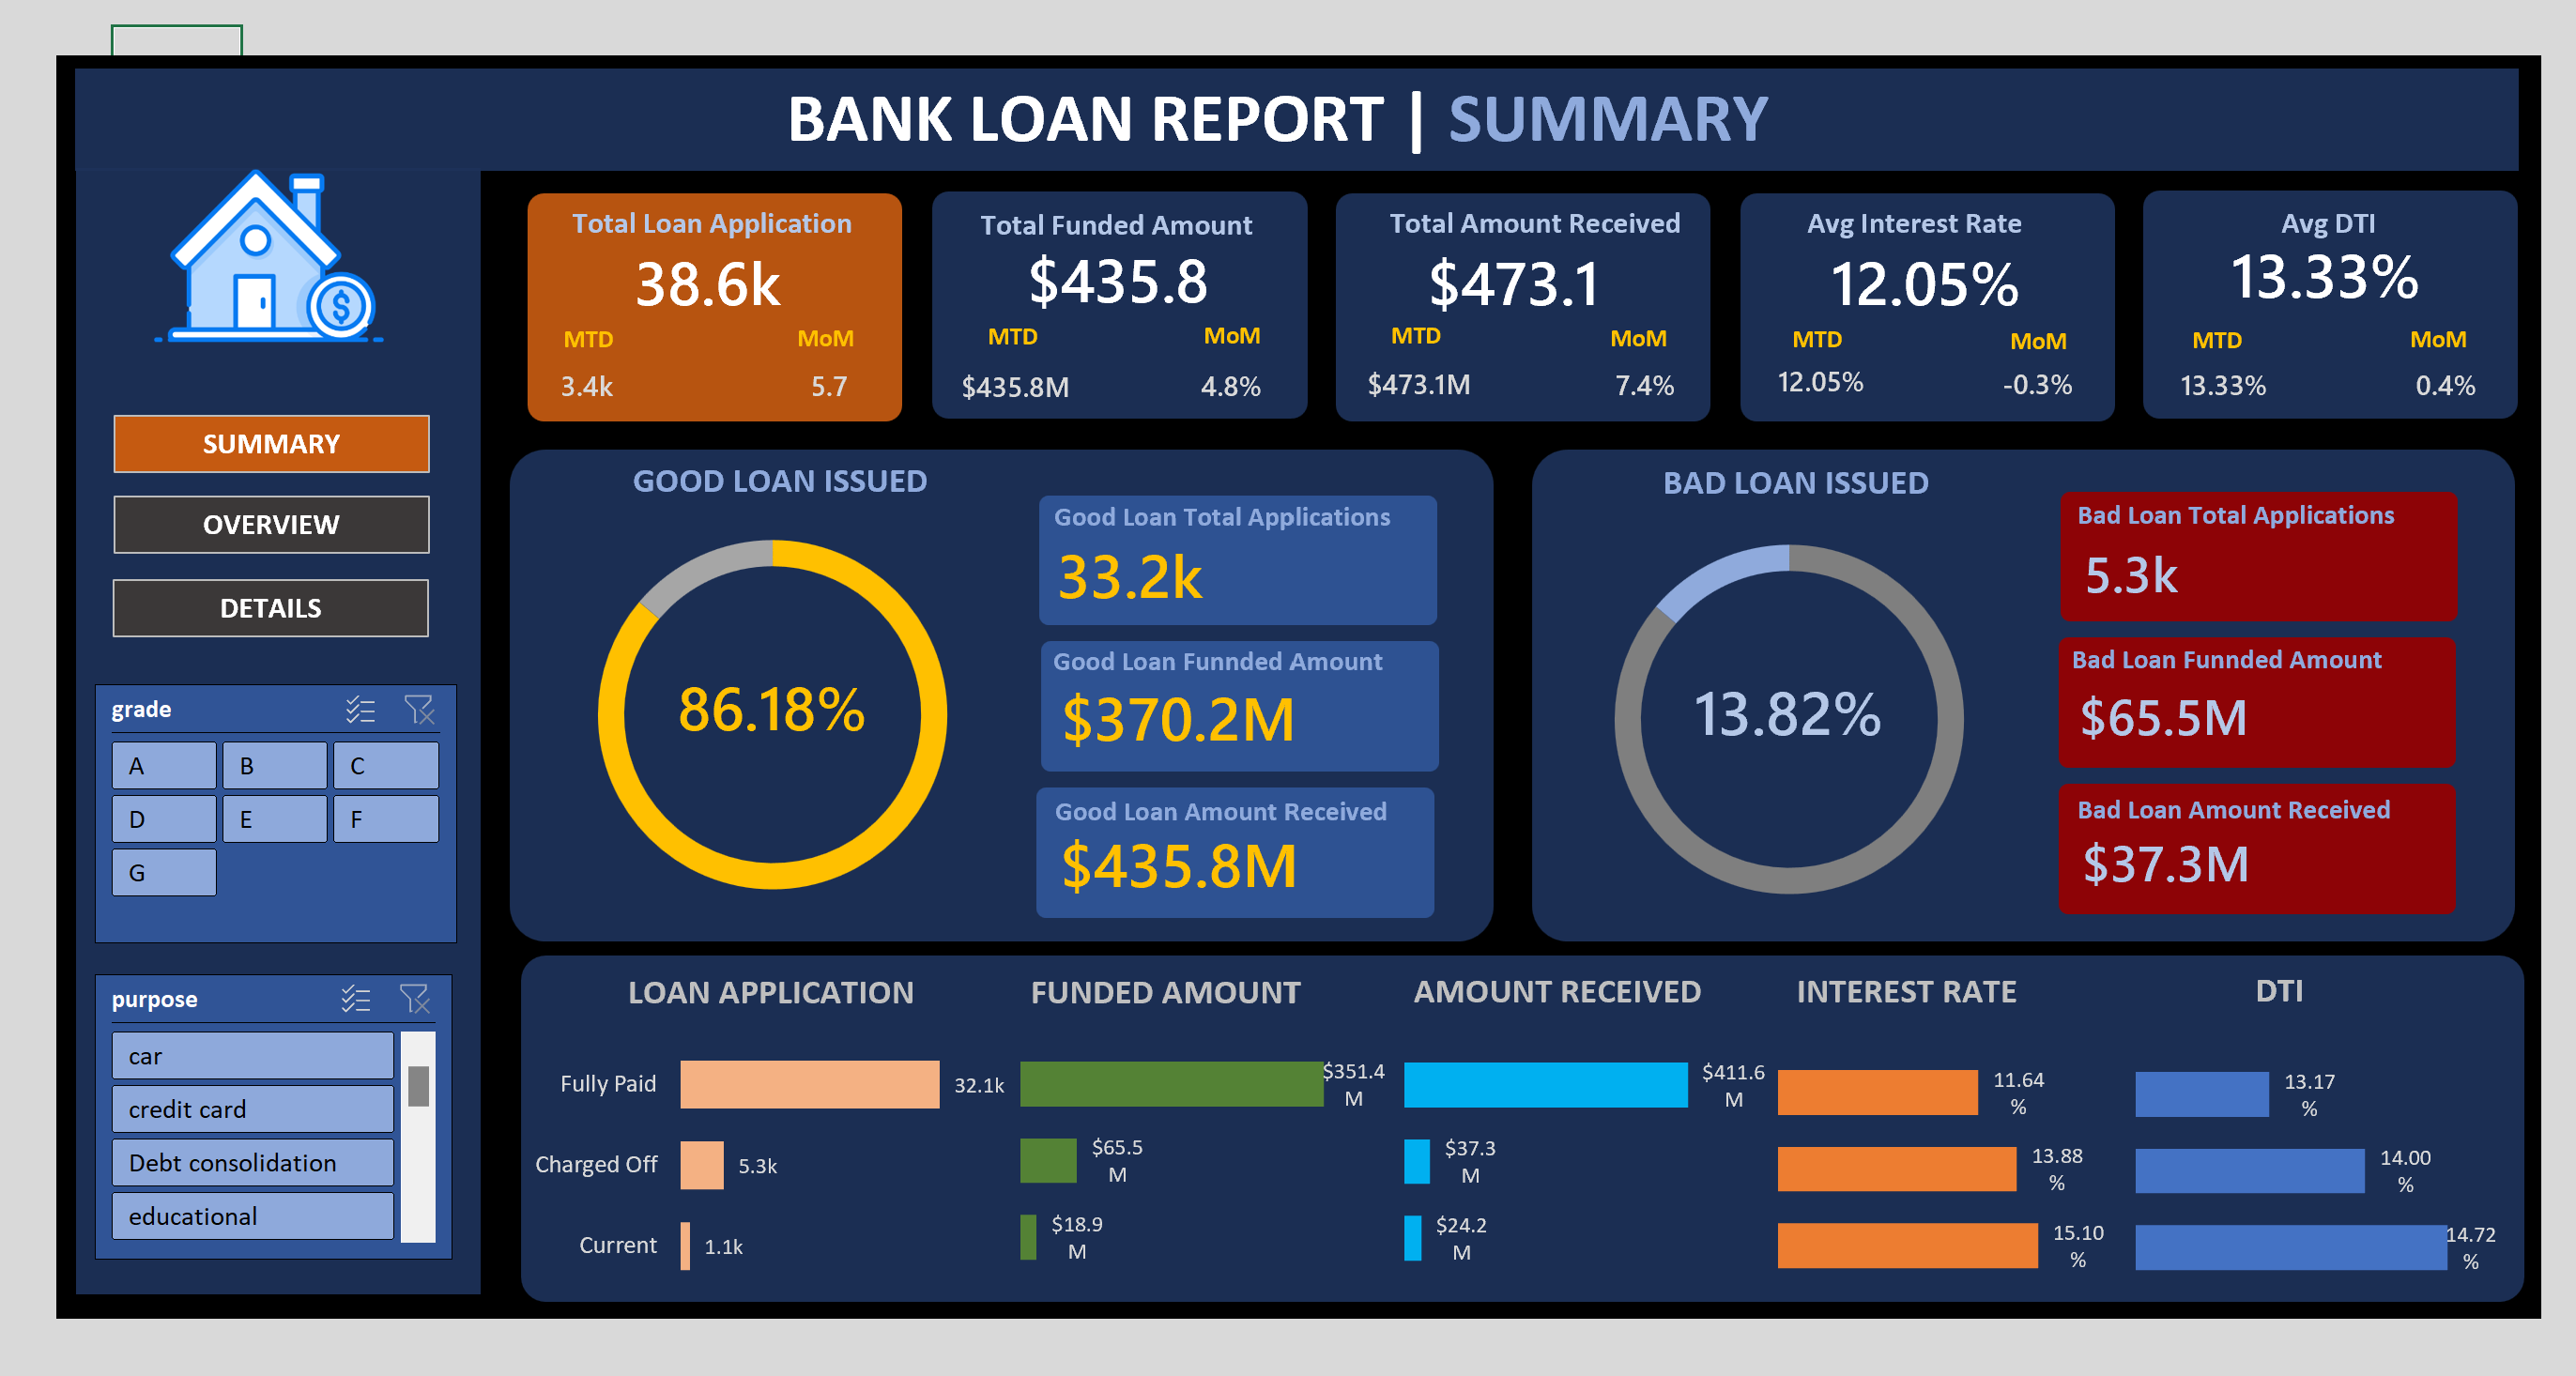 BANK LOAN REPORT | SUMMARY
Total Loan Application
38.6k
MTD MoM
3.4k 5.7
Total Funded Amount
$435.8
MTD MoM
$435.8M 4.8%
Total Amount Received
$473.1
MTD MoM
$473.1M 7.4%
Avg Interest Rate
12.05%
MTD MoM
12.05% -0.3%
Avg DTI
13.33%
MTD MoM
13.33% 0.4%
$
SUMMARY
OVERVIEW
DETAILS
grade
A B C
D E F
G
purpose
car
credit card
Debt consolidation
educational
GOOD LOAN ISSUED
86.18%
Good Loan Total Applications
33.2k
Good Loan Funnded Amount
$370.2M
Good Loan Amount Received
$435.8M
BAD LOAN ISSUED
13.82%
Bad Loan Total Applications
5.3k
Bad Loan Funnded Amount
$65.5M
Bad Loan Amount Received
$37.3M
LOAN APPLICATION
Fully Paid 32.1k
Charged Off 5.3k
Current 1.1k
FUNDED AMOUNT
$351.4
M
$65.5
M
$18.9
M
AMOUNT RECEIVED
$411.6
M
$37.3
M
$24.2
M
INTEREST RATE
11.64
%
13.88
%
15.10
%
DTI
13.17
%
14.00
%
14.72
%